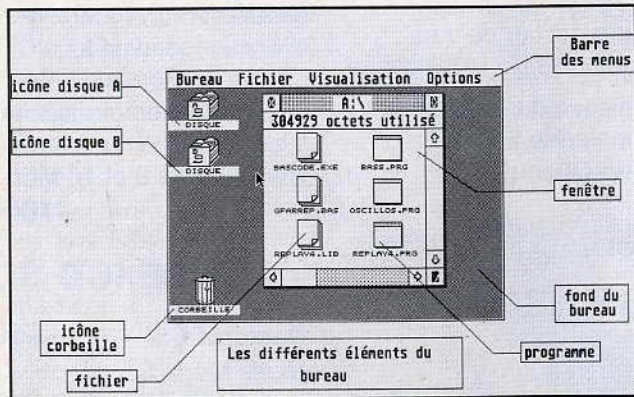 Barre
des menus
icône disque A
Bureau Fichier Visualisation Options
A:\
DISQUE
304929 octets utilisé
icône disque B
DISQUE
BASCODE.EXE BASS.PRG
fenêtre
GFARREP.BAS OSCILLOS.PRG
REPLAY4.LIB REPLAY4.PRG
CORBEILLE
fond du
bureau
icône
corbeille
Les différents éléments du
bureau
programme
fichier